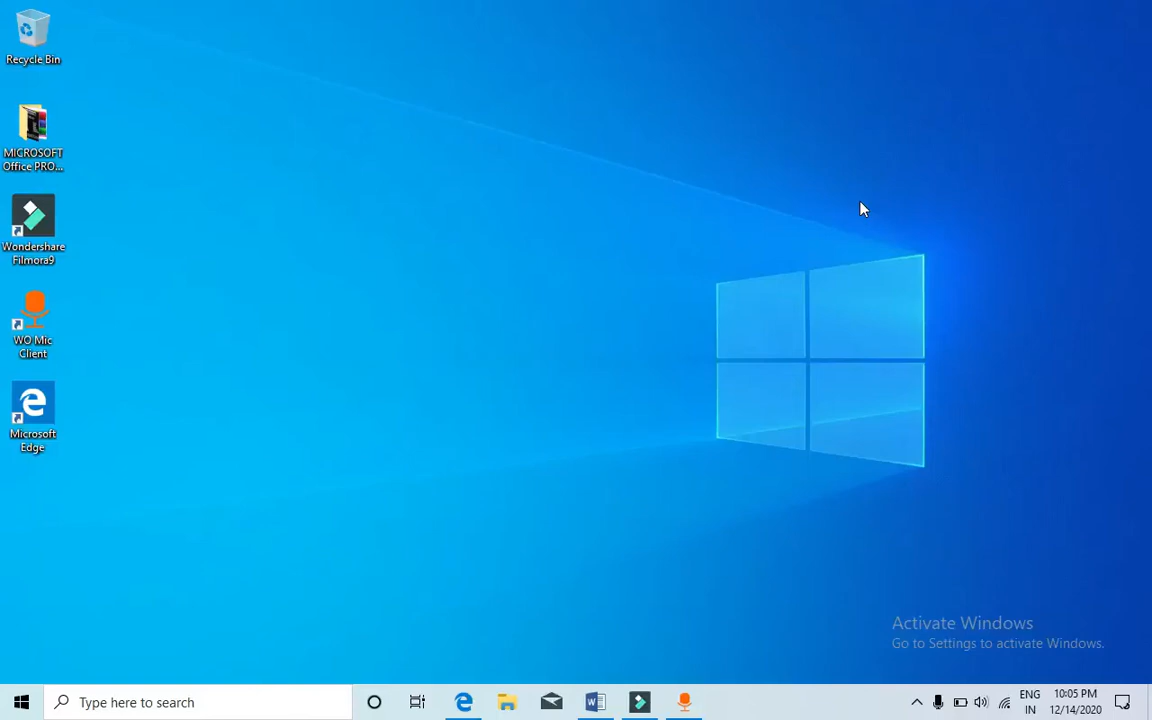 Recycle Bin
MICROSOFT
Office PRO...
Wondershare
Filmora9
WO Mic
Client
Microsoft
Edge
Activate Windows
Go to Settings to activate Windows.
Type here to search
ENG
IN
10:05 PM
12/14/2020